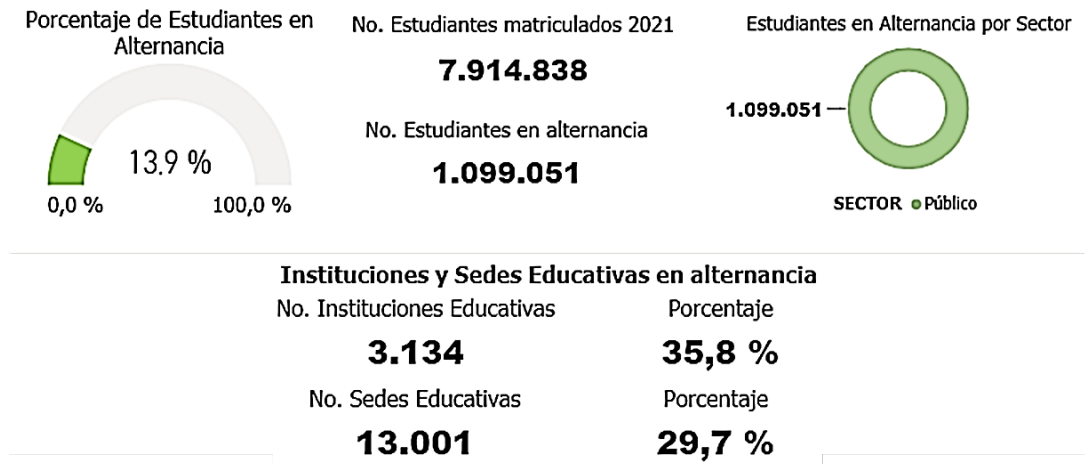 Porcentaje de Estudiantes en
Alternancia
13,9 %
0,0 %
100,0 %
No. Estudiantes matriculados 2021
7.914.838
No. Estudiantes en alternancia
1.099.051
Estudiantes en Alternancia por Sector
1.099.051
SECTOR Público
Instituciones y Sedes Educativas en alternancia
No. Instituciones Educativas
Porcentaje
3.134
35,8 %
No. Sedes Educativas
Porcentaje
13.001
29,7 %